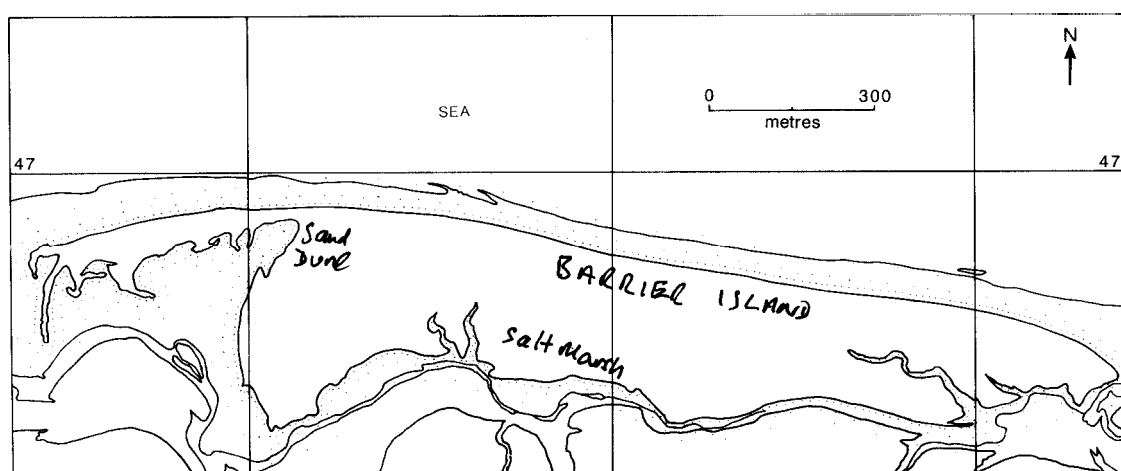 N
SEA
0 300
metres
47 47
Sand
Dune
BARRIER ISLAND
Salt Marsh